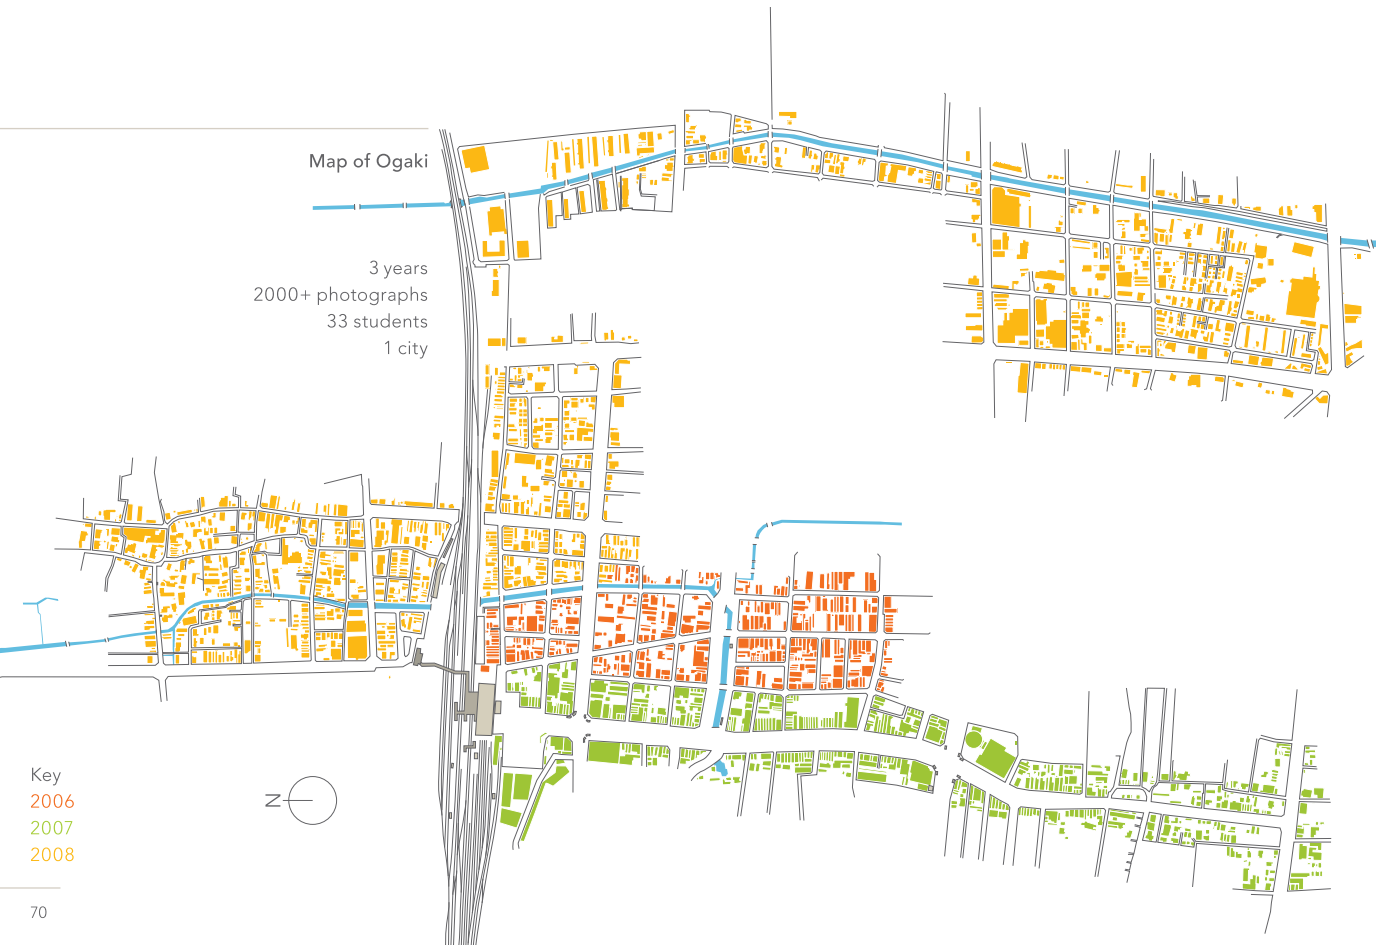 Map of Ogaki
3 years
2000+ photographs
33 students
1 city
Key
2006
2007
2008
N
70